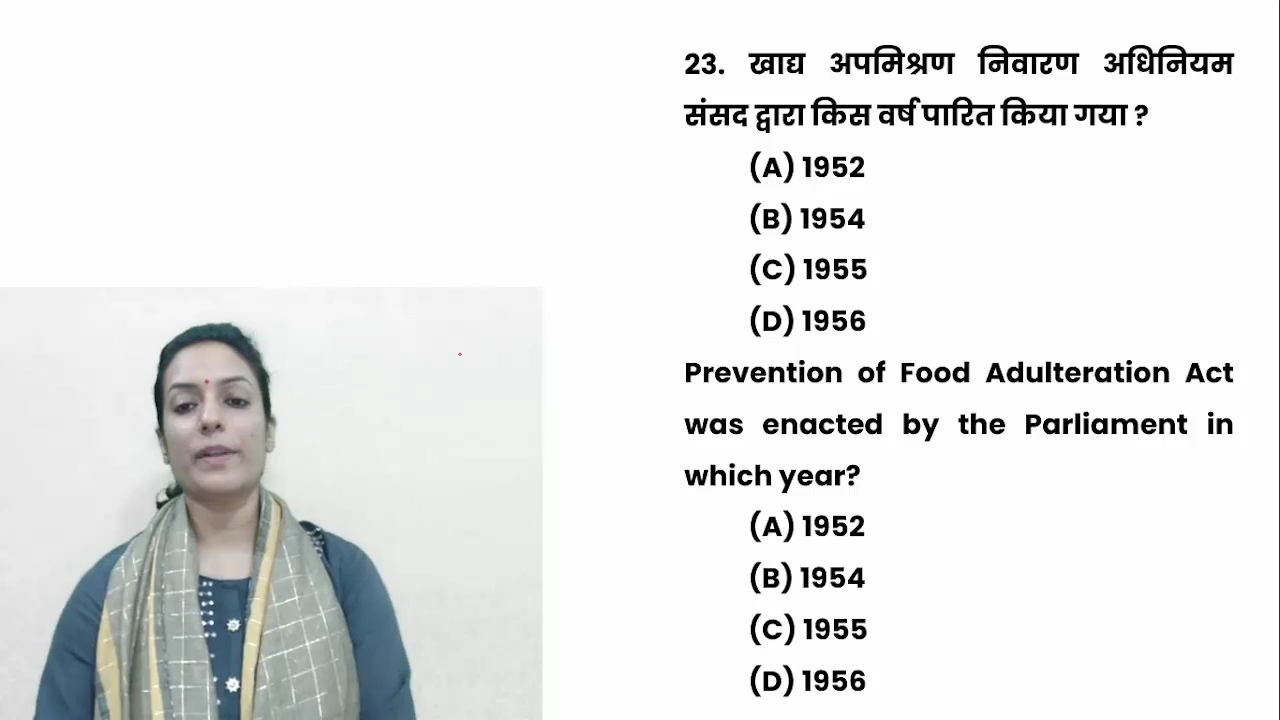 23. खाद्य अपमिश्रण निवारण अधिनियम
संसद द्वारा किस वर्ष पारित किया गया ?
(A) 1952
(B) 1954
(C) 1955
(D) 1956
Prevention of Food Adulteration Act
was enacted by the Parliament in
which year?
(A) 1952
(B) 1954
(C) 1955
(D) 1956